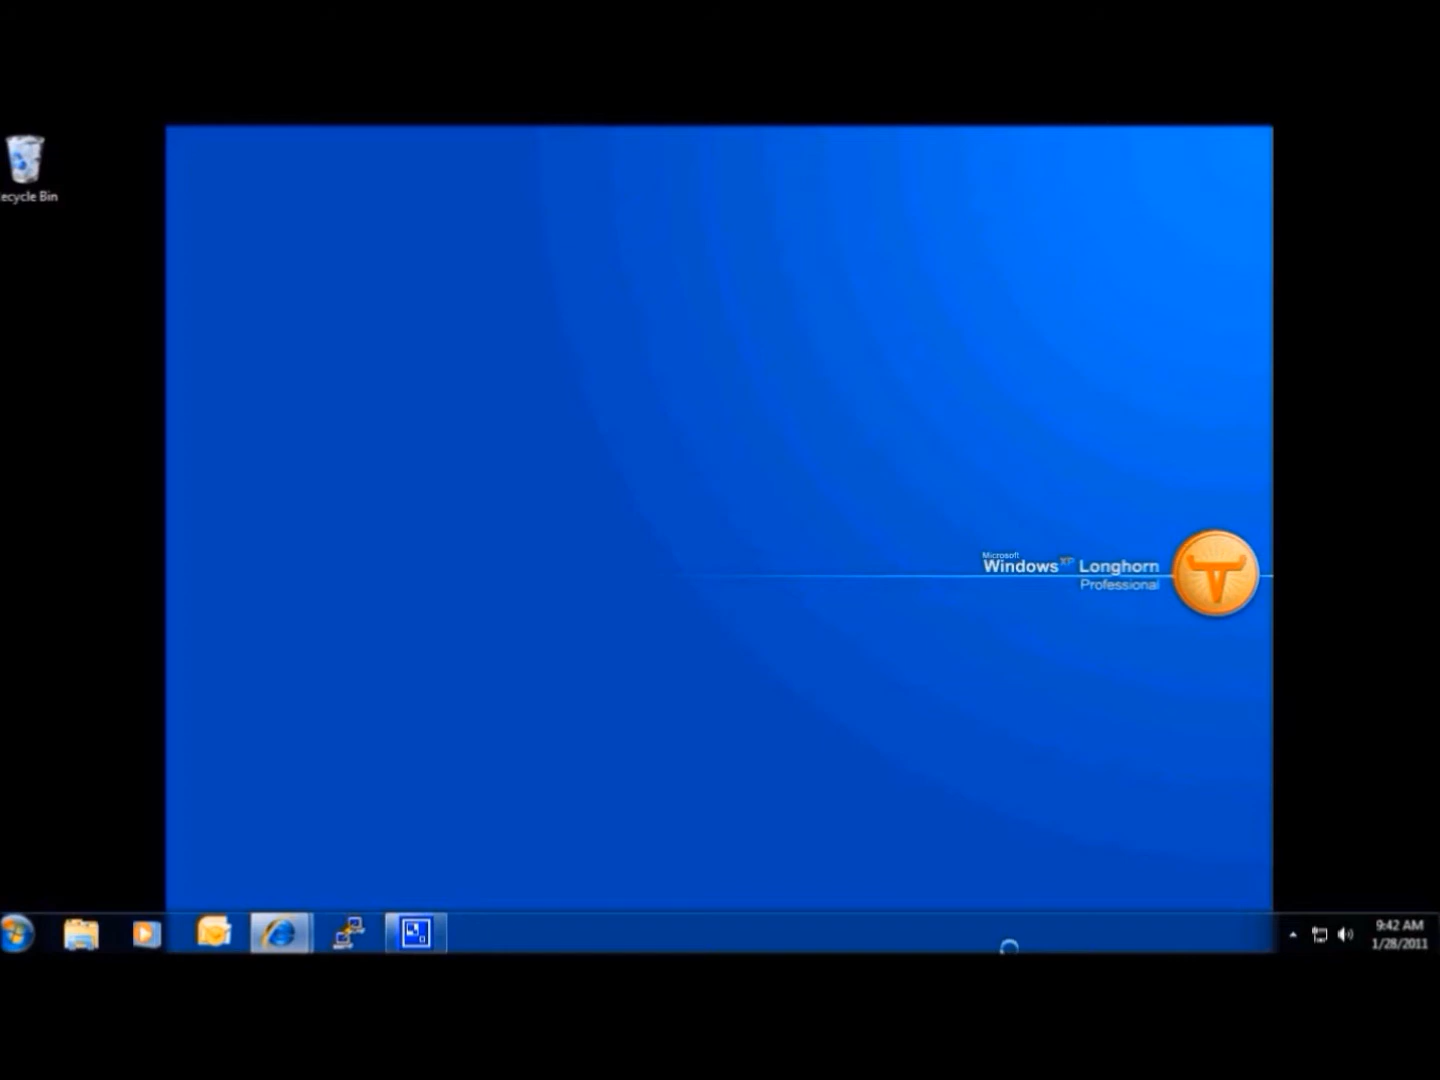 ecycle Bin
Microsoft
Windows XP Longhorn
Professional
9:42 AM
1/28/2011